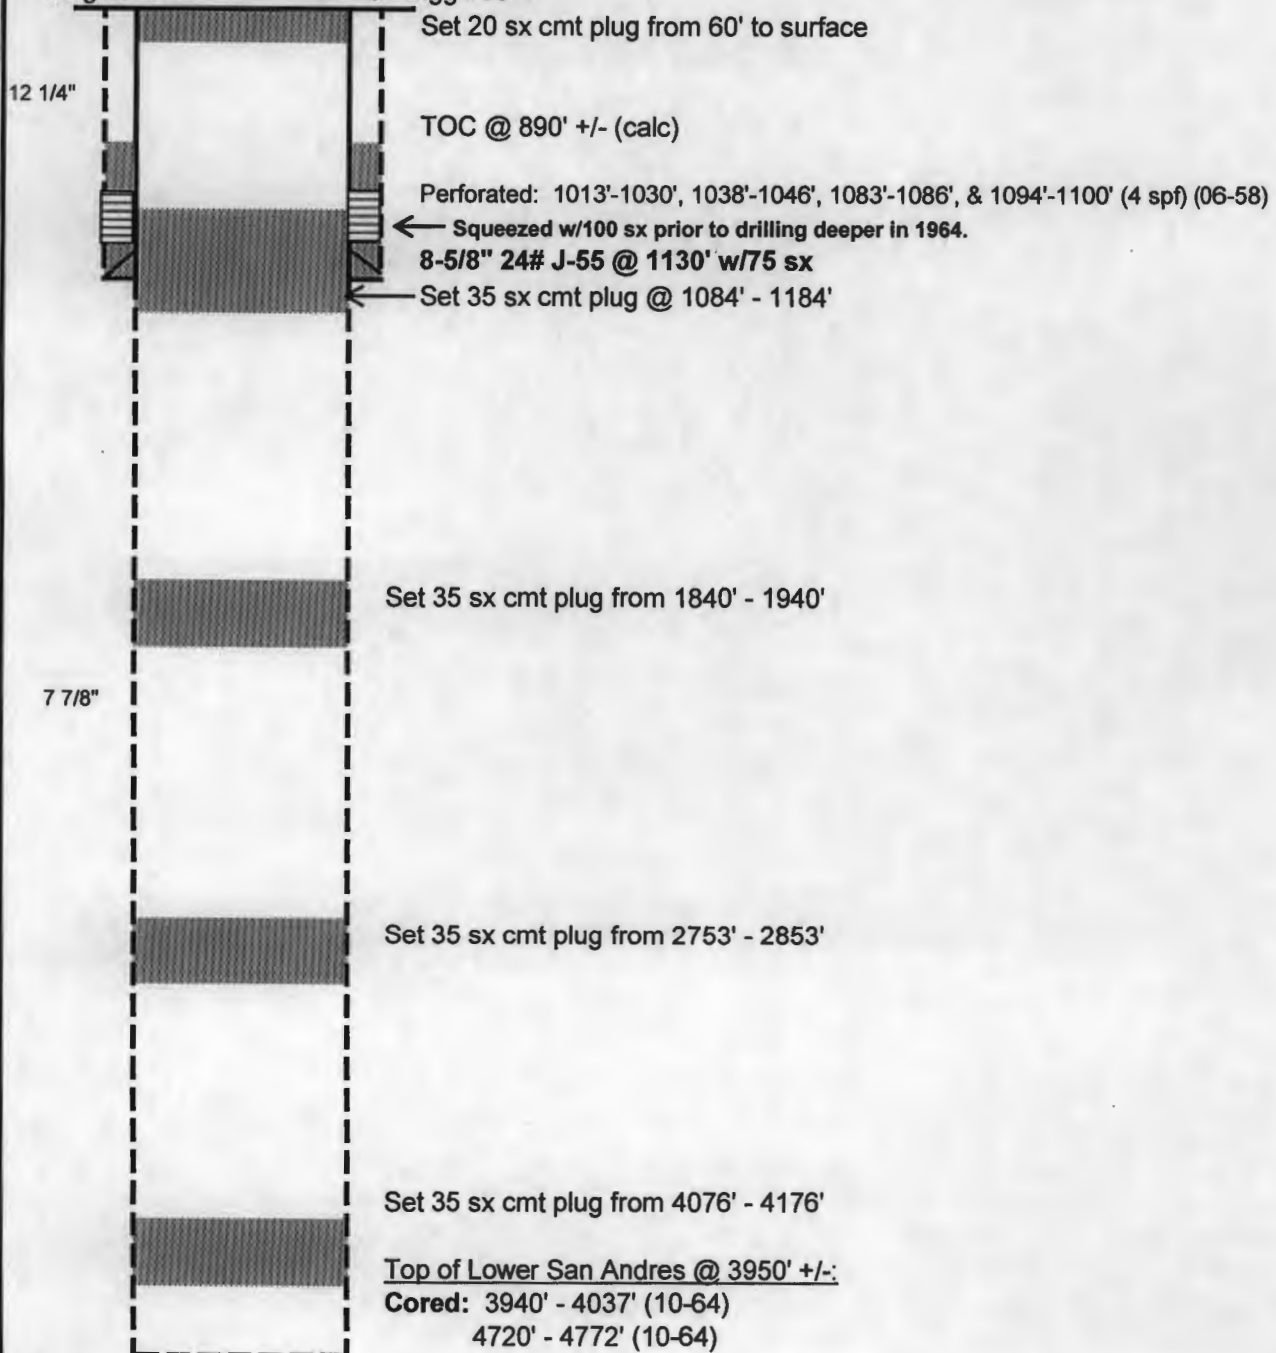 Set 20 sx cmt plug from 60' to surface
12 1/4"
TOC @ 890' +/- (calc)
Perforated: 1013'-1030', 1038'-1046', 1083'-1086', & 1094'-1100' (4 spf) (06-58)
Squeezed w/100 sx prior to drilling deeper in 1964.
8-5/8" 24# J-55 @ 1130' w/75 sx
Set 35 sx cmt plug @ 1084' - 1184'
Set 35 sx cmt plug from 1840' - 1940'
7 7/8"
Set 35 sx cmt plug from 2753' - 2853'
Set 35 sx cmt plug from 4076' - 4176'
Top of Lower San Andres @ 3950' +/-:
Cored: 3940' - 4037' (10-64)
4720' - 4772' (10-64)